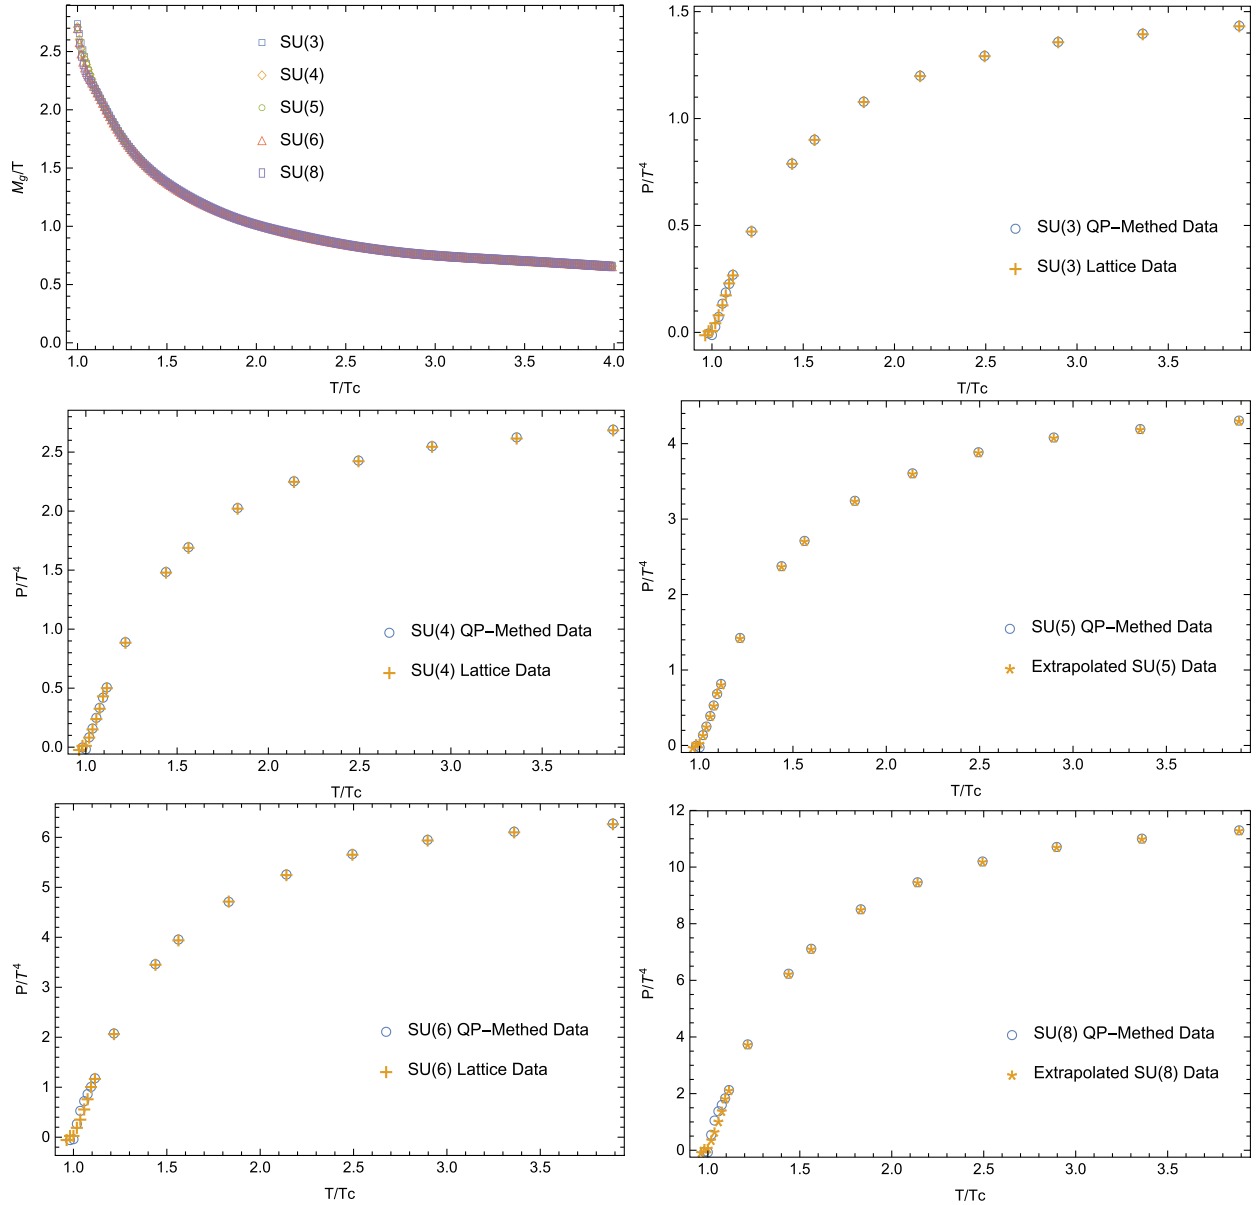 2.5
2.0
1.5
1.0
0.5
0.0
M_g/T
SU(3)
SU(4)
SU(5)
SU(6)
SU(8)
1.0 1.5 2.0 2.5 3.0 3.5 4.0
T/Tc
1.5
1.0
0.5
0.0
P/T^4
SU(3) QP-Methed Data
SU(3) Lattice Data
1.0 1.5 2.0 2.5 3.0 3.5
T/Tc
2.5
2.0
1.5
1.0
0.5
0.0
P/T^4
SU(4) QP-Methed Data
SU(4) Lattice Data
1.0 1.5 2.0 2.5 3.0 3.5
T/Tc
4
3
2
1
0
P/T^4
SU(5) QP-Methed Data
Extrapolated SU(5) Data
1.0 1.5 2.0 2.5 3.0 3.5
T/Tc
6
5
4
3
2
1
0
P/T^4
SU(6) QP-Methed Data
SU(6) Lattice Data
1.0 1.5 2.0 2.5 3.0 3.5
T/Tc
12
10
8
6
4
2
0
P/T^4
SU(8) QP-Methed Data
Extrapolated SU(8) Data
1.0 1.5 2.0 2.5 3.0 3.5
T/Tc